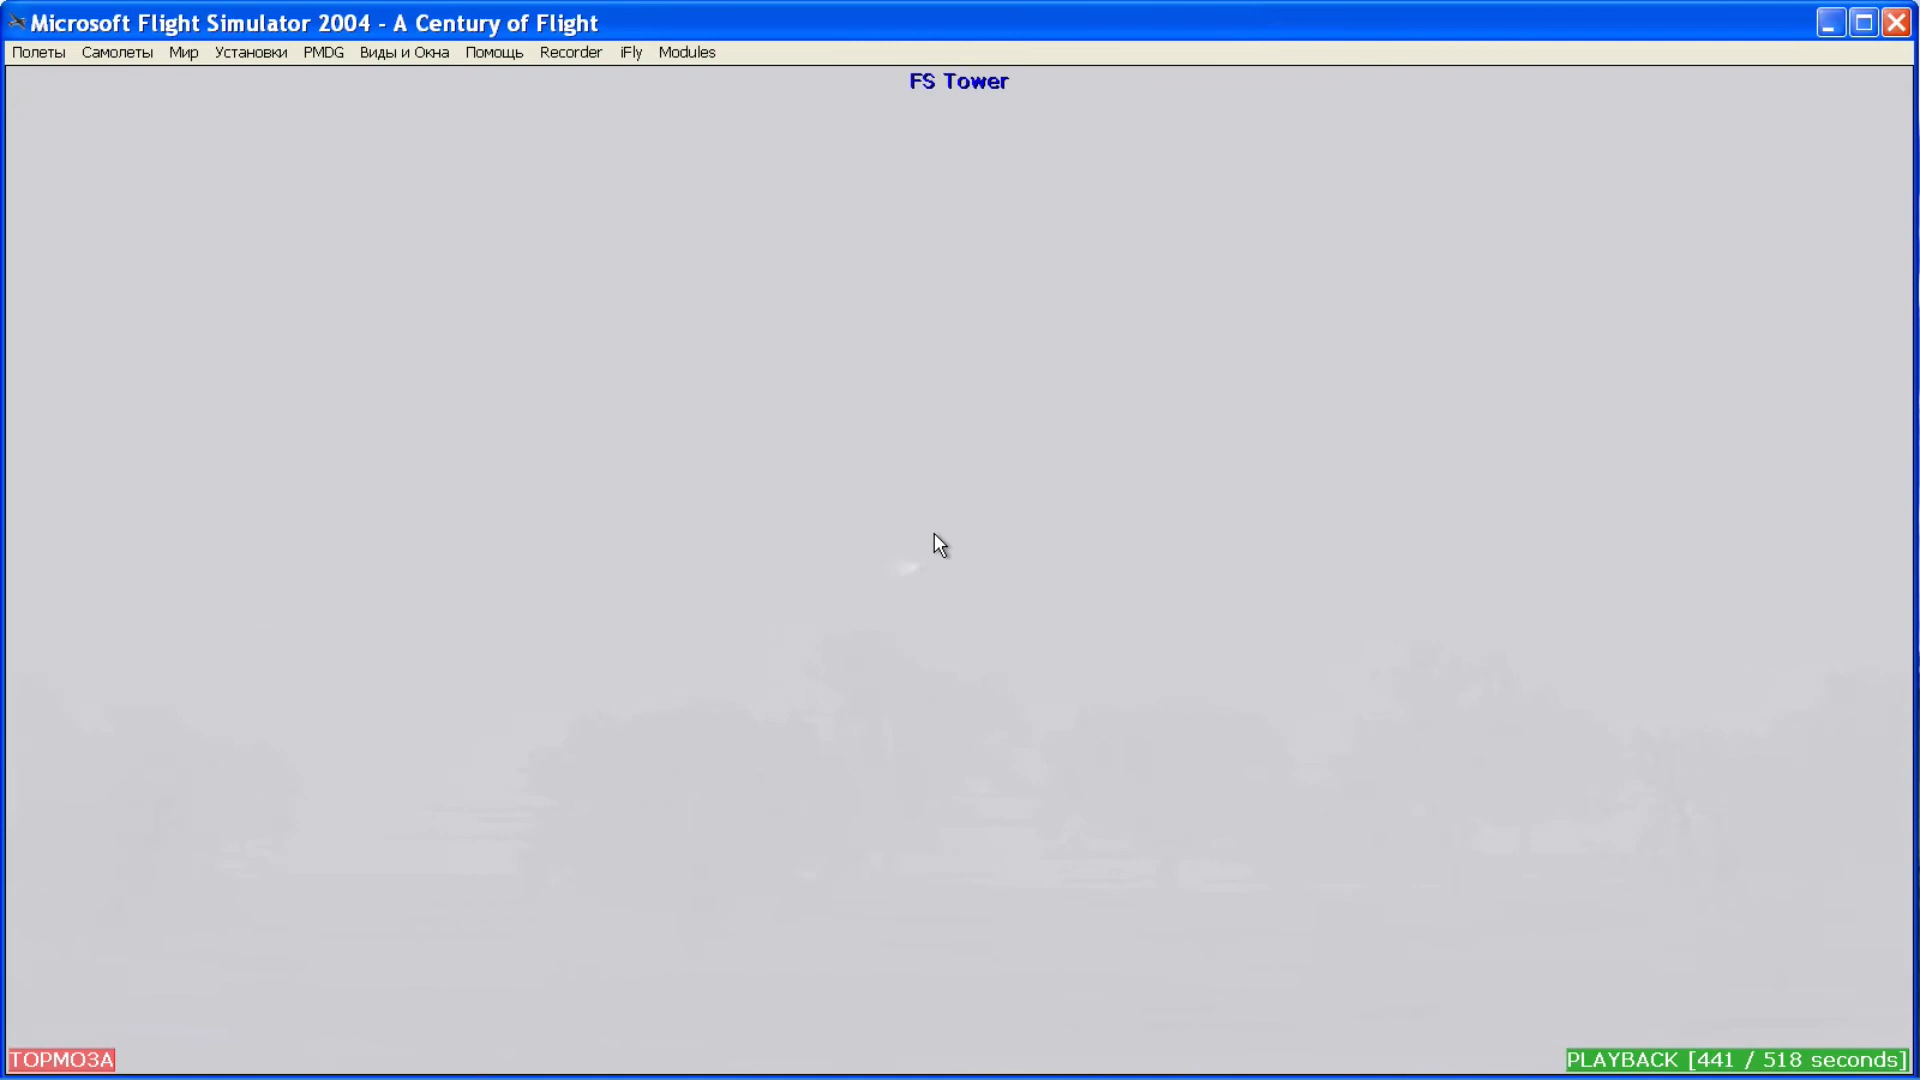 Microsoft Flight Simulator 2004 - A Century of Flight
Полеты Самолеты Мир Установки PMDG Виды и Окна Помощь Recorder iFly Modules
FS Tower
ТОРМОЗА PLAYBACK [441 / 518 seconds]